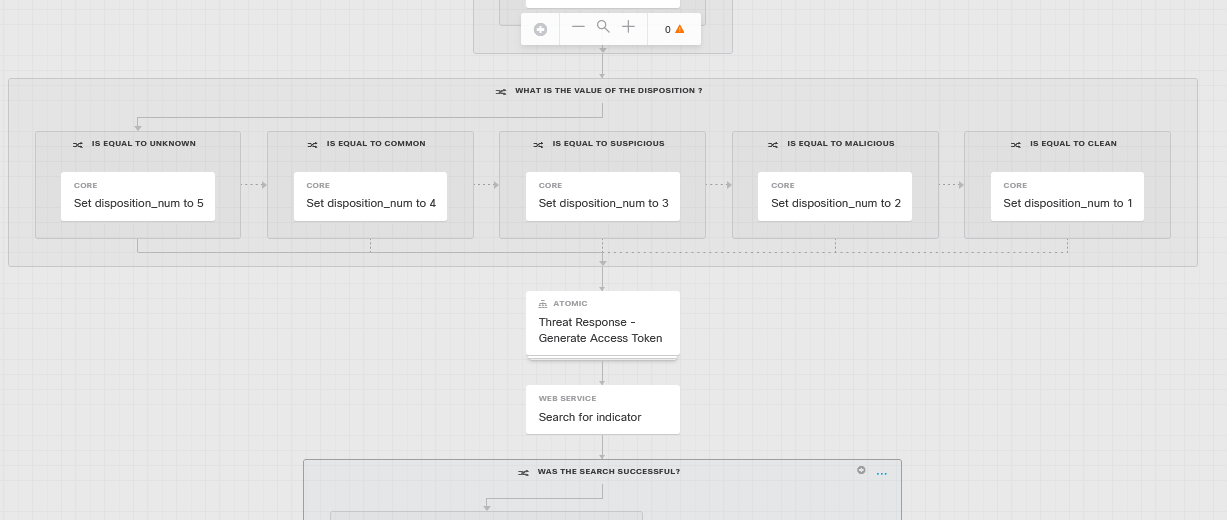 0
WHAT IS THE VALUE OF THE DISPOSITION ?
IS EQUAL TO UNKNOWN
CORE
Set disposition_num to 5
IS EQUAL TO COMMON
CORE
Set disposition_num to 4
IS EQUAL TO SUSPICIOUS
CORE
Set disposition_num to 3
IS EQUAL TO MALICIOUS
CORE
Set disposition_num to 2
IS EQUAL TO CLEAN
CORE
Set disposition_num to 1
ATOMIC
Threat Response -
Generate Access Token
WEB SERVICE
Search for indicator
WAS THE SEARCH SUCCESSFUL?